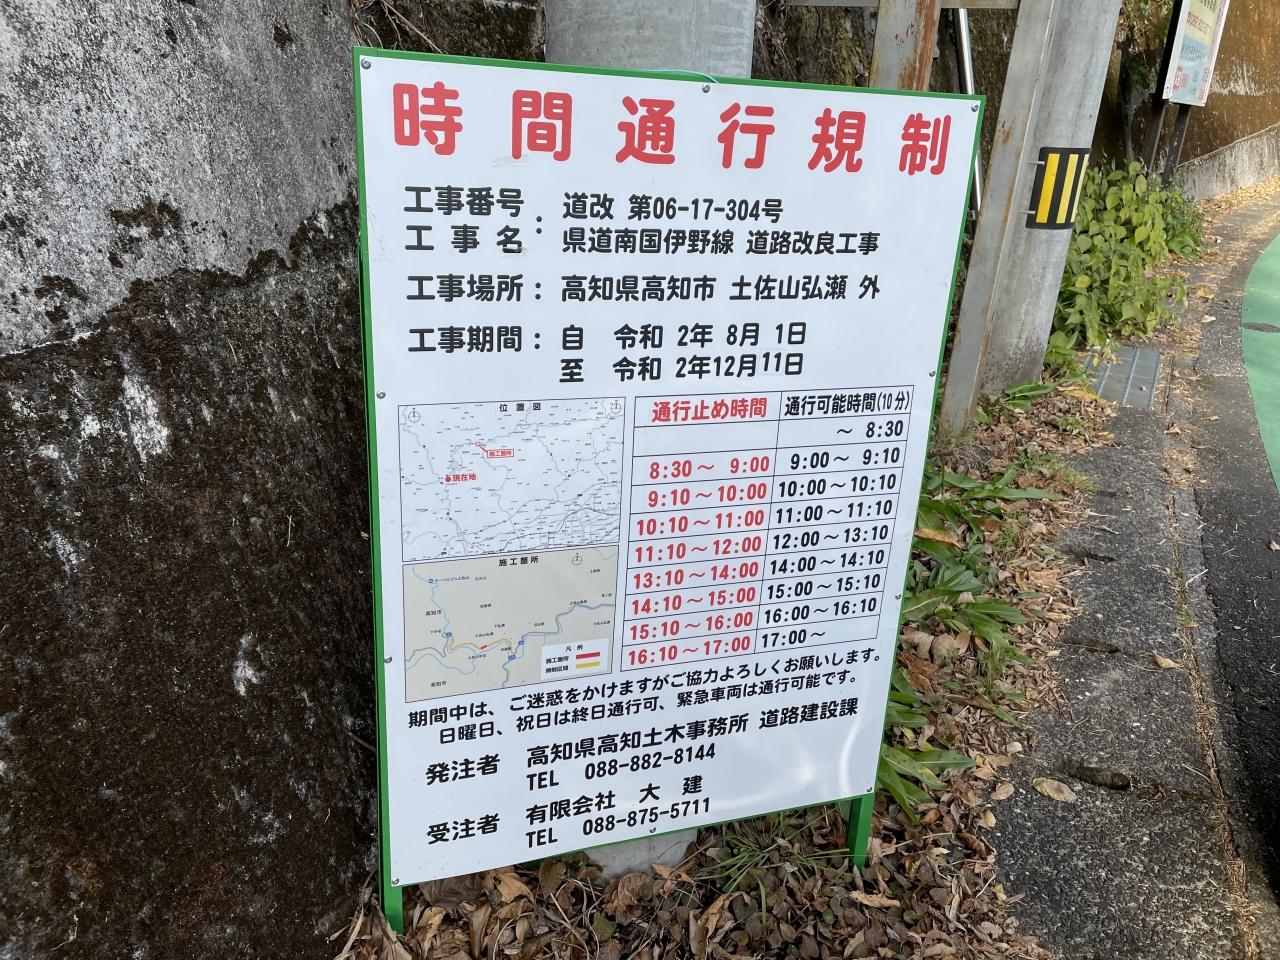 時間通行規制
工事番号 : 道改 第06-17-304号
工事名 : 県道南国伊野線 道路改良工事
工事場所 : 高知県高知市 土佐山弘瀬 外
工事期間 : 自 令和 2年 8月 1日
至 令和 2年12月11日
位置図
施工箇所
現在地
施工箇所
高知市
高知市
凡例
施工箇所
規制区間
通行止め時間 通行可能時間(10分)
～ 8:30
8:30～ 9:00 9:00～ 9:10
9:10～10:00 10:00～10:10
10:10～11:00 11:00～11:10
11:10～12:00 12:00～13:10
13:10～14:00 14:00～14:10
14:10～15:00 15:00～15:10
15:10～16:00 16:00～16:10
16:10～17:00 17:00～
期間中は、ご迷惑をかけますがご協力よろしくお願いします。
日曜日、祝日は終日通行可、緊急車両は通行可能です。
発注者 高知県高知土木事務所 道路建設課
TEL 088-882-8144
受注者 有限会社 大建
TEL 088-875-5711